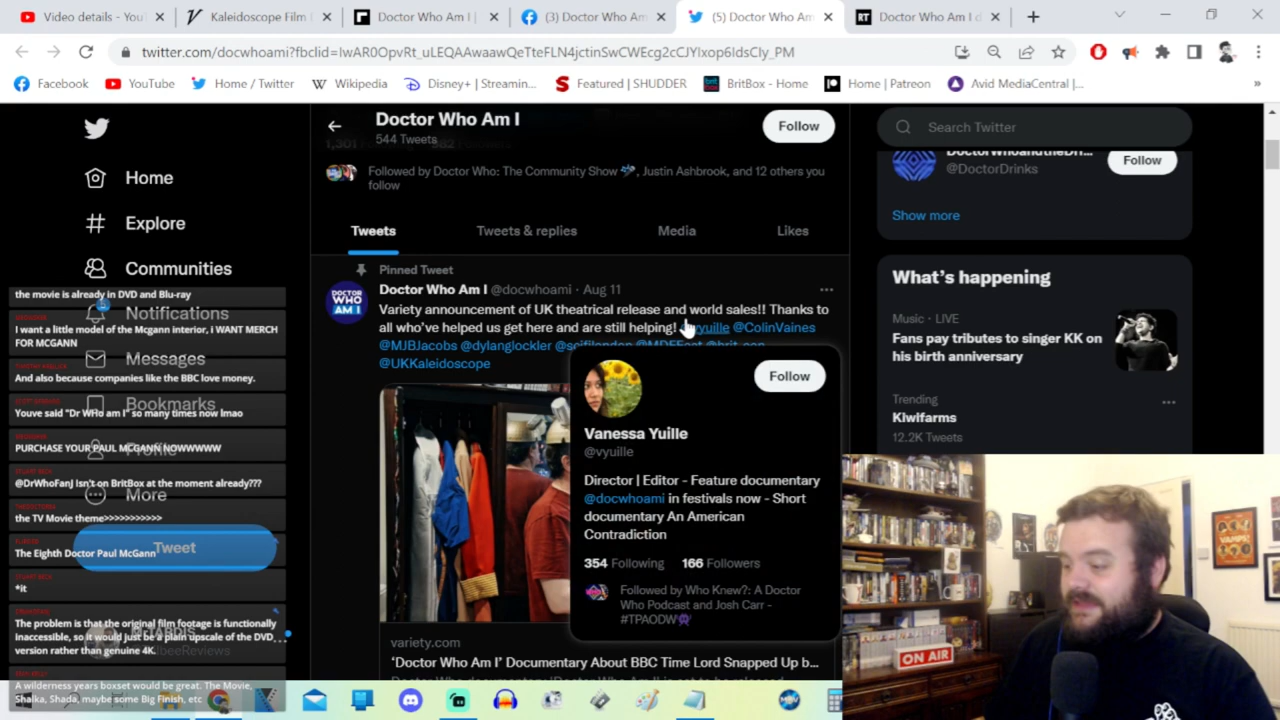 Video details - You
Kaleidoscope Film
Doctor Who Am I
(3) Doctor Who Am
(5) Doctor Who Am
RT
Doctor Who Am I d
twitter.com/docwhoami?fbclid=IwAR0OpvRt_uLEQAAwaawQeTteFLN4jctinSwCWEcg2cCJYIxop6IdsCIy_PM
Facebook
YouTube
Home / Twitter
Wikipedia
Disney+ | Streamin...
Featured | SHUDDER
BritBox - Home
Home | Patreon
Avid MediaCentral |...
»
Home
Explore
Communities
Notifications
Messages
Bookmarks
More
Tweet
the movie is already in DVD and Blu-ray
I want a little model of the Mcgann interior, i WANT MERCH
FOR MCGANN
And also because companies like the BBC love money.
Youve said "Dr Who am I" so many times now lmao
PURCHASE YOUR PAUL MCGANN NOWWWWW
@DrWhoFanJ Isn't on BritBox at the moment already???
the TV Movie theme>>>>>>>>>>>
The Eighth Doctor Paul McGann
*it
The problem is that the original film footage is functionally
inaccessible, so it would just be a plain upscale of the DVD
version rather than genuine 4K.
A wilderness years boxset would be great. The Movie,
Shalka, Shada, maybe some Big Finish, etc
Doctor Who Am I
544 Tweets
Follow
Followed by Doctor Who: The Community Show, Justin Ashbrook, and 12 others you
follow
Tweets
Tweets & replies
Media
Likes
Pinned Tweet
DOCTOR
WHO
AM I
Doctor Who Am I @docwhoami · Aug 11
Variety announcement of UK theatrical release and world sales!! Thanks to
all who've helped us get here and are still helping! @vyuille @ColinVaines
@MJBJacobs @dylanglockler @scifilondon
@UKKaleidoscope
Follow
Vanessa Yuille
@vyuille
Director | Editor - Feature documentary
@docwhoami in festivals now - Short
documentary An American
Contradiction
354 Following
166 Followers
Followed by Who Knew?: A Doctor
Who Podcast and Josh Carr -
#TPAODW
variety.com
'Doctor Who Am I' Documentary About BBC Time Lord Snapped Up b...
Search Twitter
DoctorWhoandtheDri...
@DoctorDrinks
Follow
Show more
What's happening
Music · LIVE
Fans pay tributes to singer KK on
his birth anniversary
Trending
Kiwifarms
12.2K Tweets
VAMPS!
ON AIR